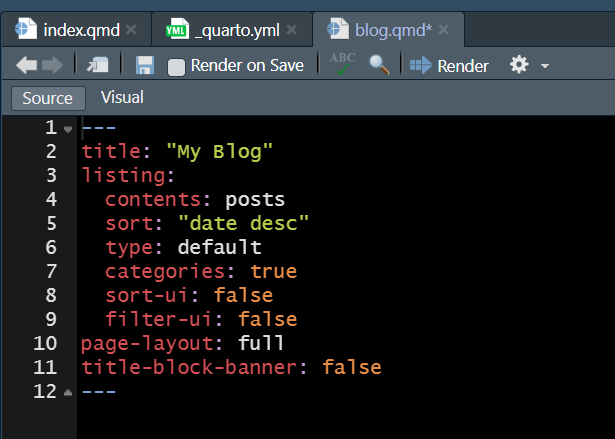 index.qmd × YML _quarto.yml × blog.qmd* ×
Render on Save ABC Render
Source Visual
1 ---
2 title: "My Blog"
3 listing:
4   contents: posts
5   sort: "date desc"
6   type: default
7   categories: true
8   sort-ui: false
9   filter-ui: false
10 page-layout: full
11 title-block-banner: false
12 ---